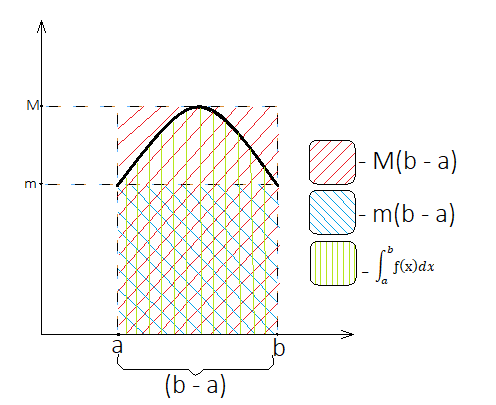 M
m
a
b
(b - a)
- M(b - a)
- m(b - a)
- ∫_a^b f(x)dx